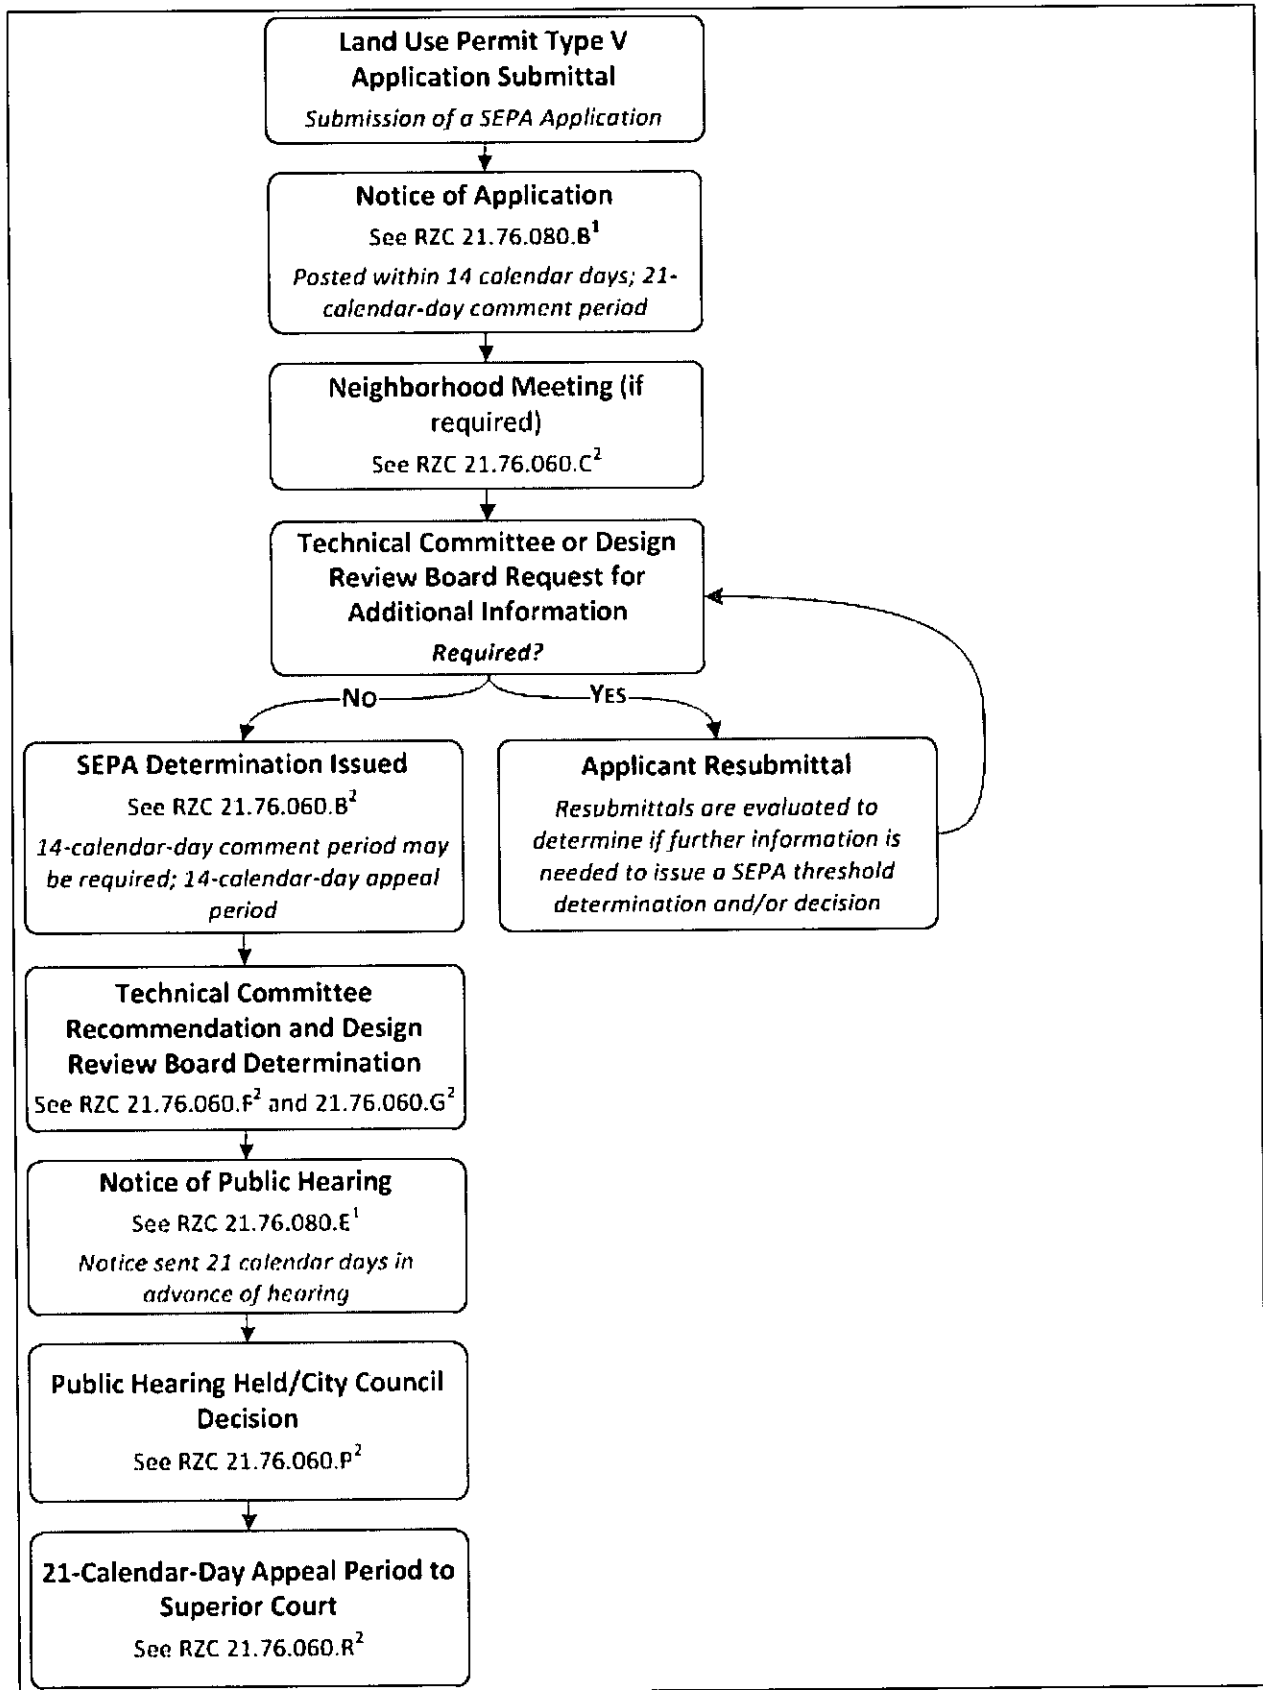 Land Use Permit Type V
Application Submittal
Submission of a SEPA Application
Notice of Application
See RZC 21.76.080.B¹
Posted within 14 calendar days; 21-
calendar-day comment period
Neighborhood Meeting (if
required)
See RZC 21.76.060.C²
Technical Committee or Design
Review Board Request for
Additional Information
Required?
No
YES
SEPA Determination Issued
See RZC 21.76.060.B²
14-calendar-day comment period may
be required; 14-calendar-day appeal
period
Applicant Resubmittal
Resubmittals are evaluated to
determine if further information is
needed to issue a SEPA threshold
determination and/or decision
Technical Committee
Recommendation and Design
Review Board Determination
See RZC 21.76.060.F² and 21.76.060.G²
Notice of Public Hearing
See RZC 21.76.080.E¹
Notice sent 21 calendar days in
advance of hearing
Public Hearing Held/City Council
Decision
See RZC 21.76.060.P²
21-Calendar-Day Appeal Period to
Superior Court
See RZC 21.76.060.R²